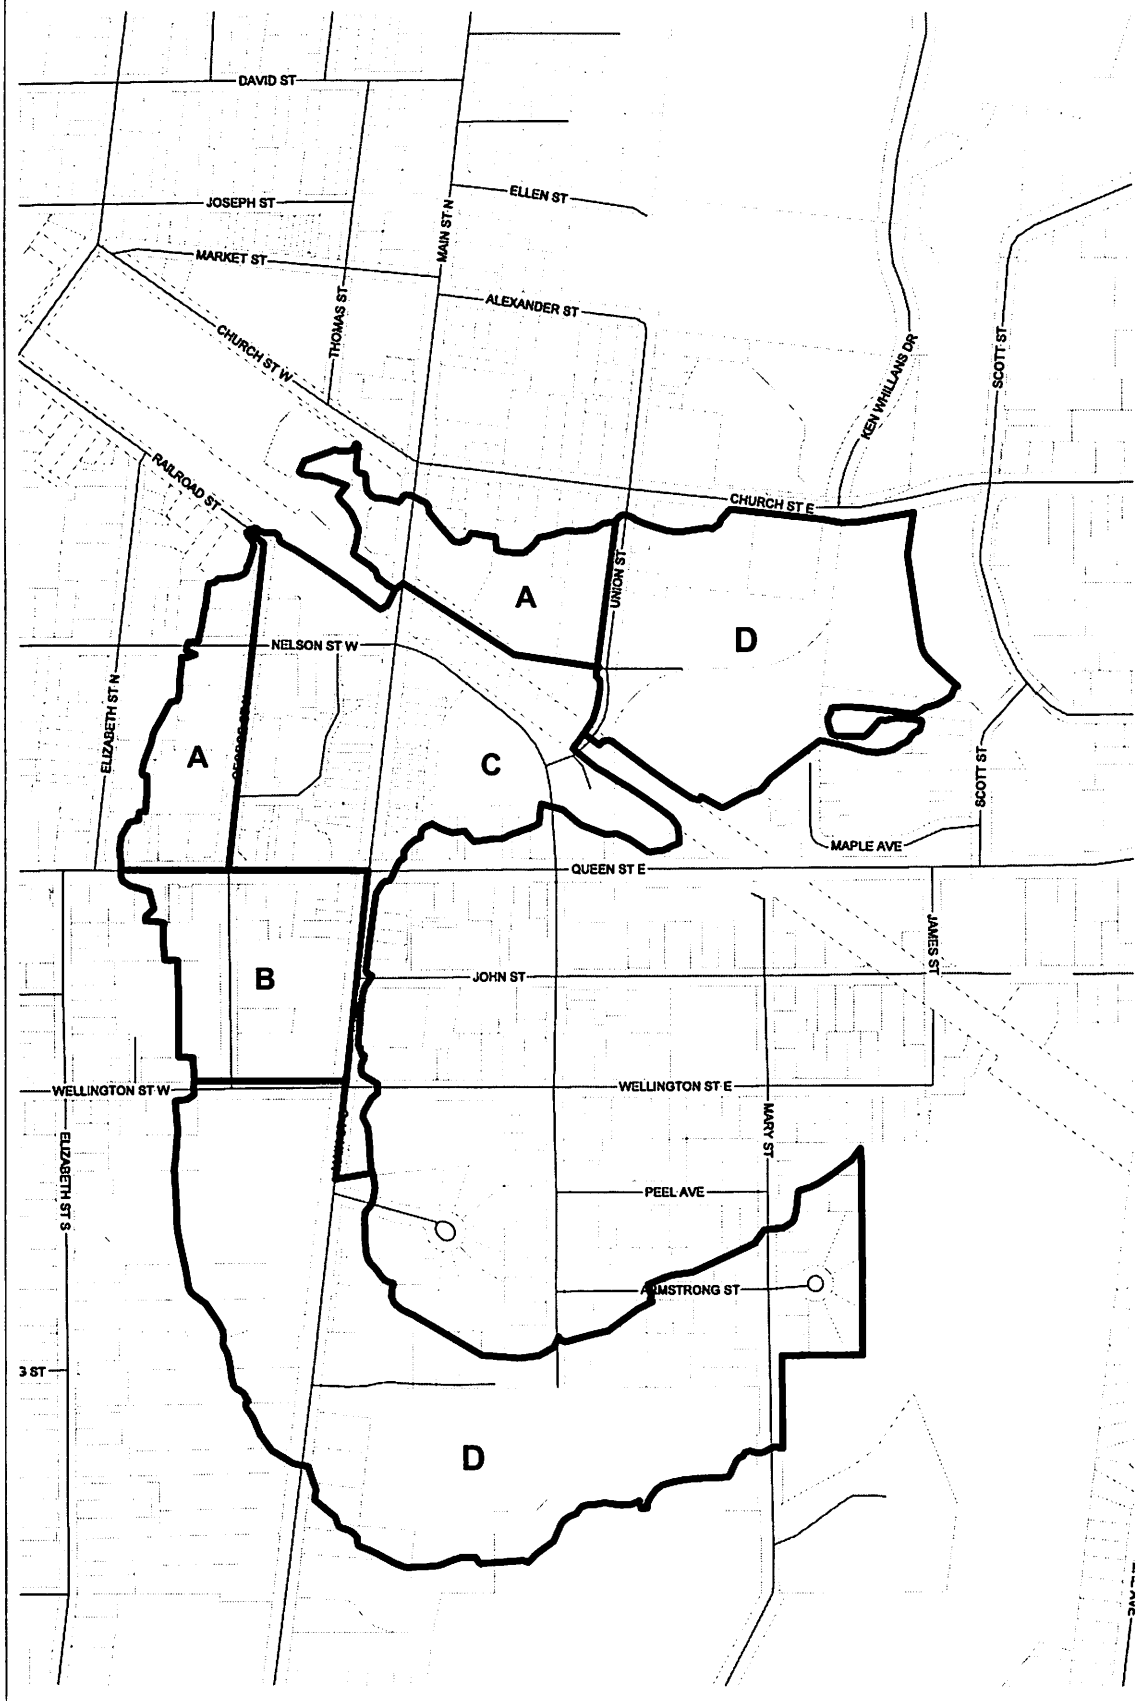 DAVID ST
JOSEPH ST
ELLEN ST
MAIN ST N
MARKET ST
ALEXANDER ST
THOMAS ST
CHURCH ST W
KEN WHILLANS DR
SCOTT ST
RAILROAD ST
CHURCH ST E
UNION ST
A
D
NELSON ST W
ELIZABETH ST N
A
C
SCOTT ST
MAPLE AVE
QUEEN ST E
JAMES ST
B
JOHN ST
WELLINGTON ST W
WELLINGTON ST E
MARY ST
ELIZABETH ST S
PEEL AVE
ARMSTRONG ST
3 ST
D